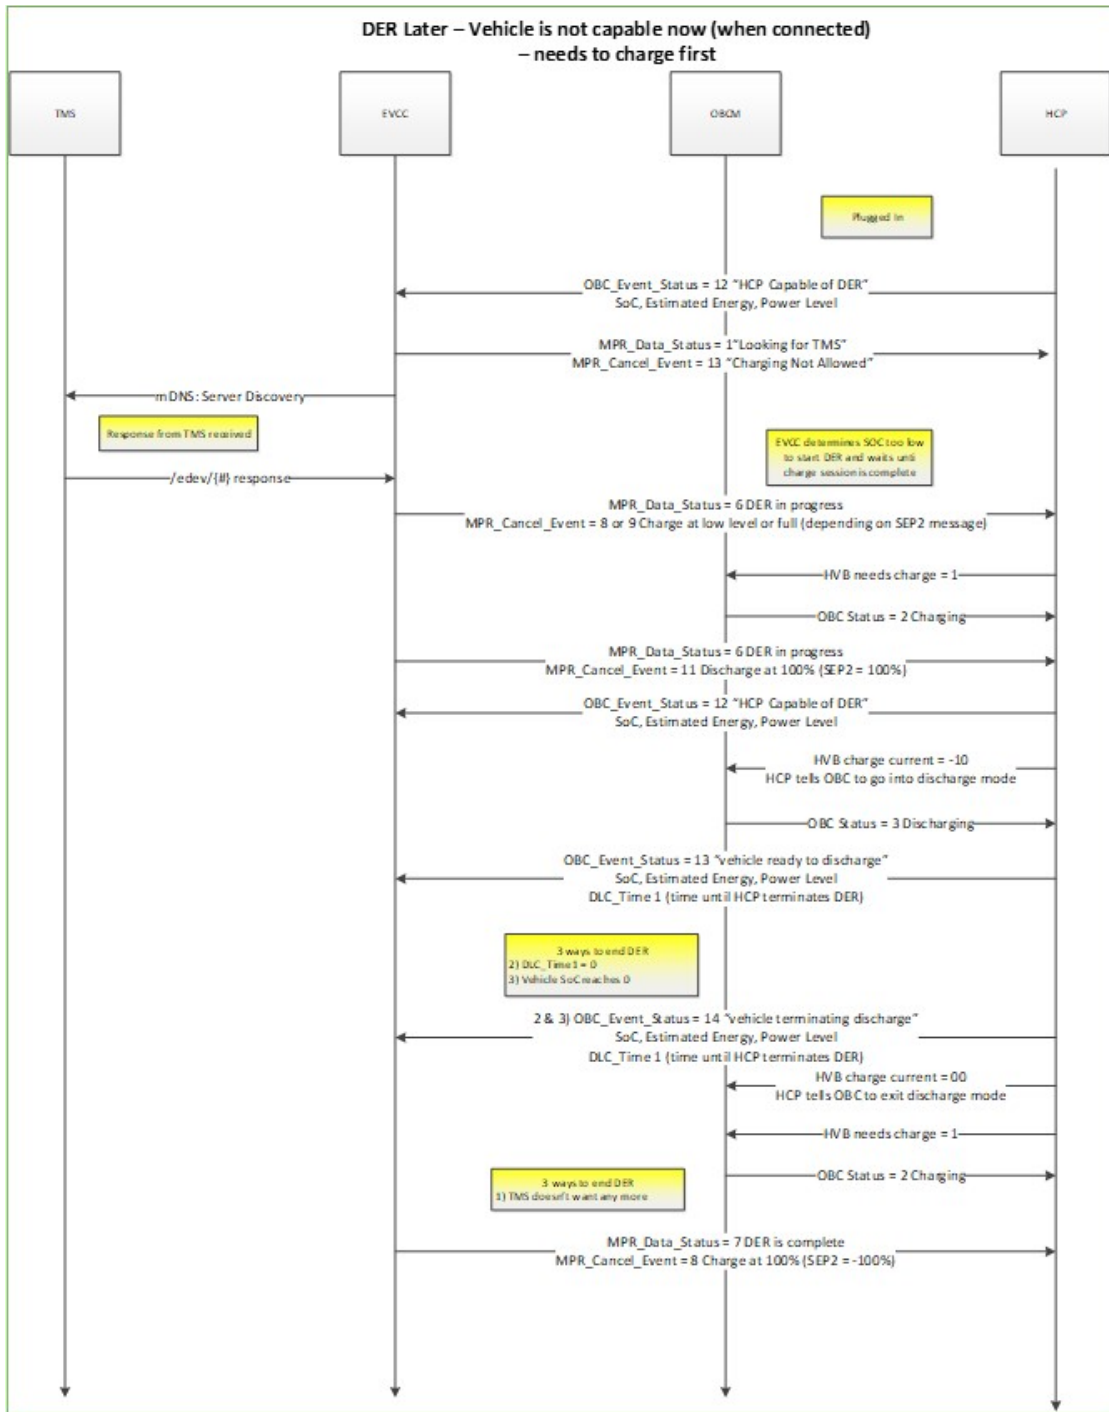 DER Later – Vehicle is not capable now (when connected)
– needs to charge first
TMS
EVCC
OBCM
HCP
Plugged In
OBC_Event_Status = 12 “HCP Capable of DER”
SoC, Estimated Energy, Power Level
MPR_Data_Status = 1“Looking for TMS”
MPR_Cancel_Event = 13 “Charging Not Allowed”
mDNS: Server Discovery
Response from TMS received
EVCC determines SOC too low
to start DER and waits until
charge session is complete
/edev/{#} response
MPR_Data_Status = 6 DER in progress
MPR_Cancel_Event = 8 or 9 Charge at low level or full (depending on SEP2 message)
HVB needs charge = 1
OBC Status = 2 Charging
MPR_Data_Status = 6 DER in progress
MPR_Cancel_Event = 11 Discharge at 100% (SEP2 = 100%)
OBC_Event_Status = 12 “HCP Capable of DER”
SoC, Estimated Energy, Power Level
HVB charge current = -10
HCP tells OBC to go into discharge mode
OBC Status = 3 Discharging
OBC_Event_Status = 13 “vehicle ready to discharge”
SoC, Estimated Energy, Power Level
DLC_Time 1 (time until HCP terminates DER)
3 ways to end DER
2) DLC_Time1 = 0
3) Vehicle SoC reaches 0
2 & 3) OBC_Event_Status = 14 “vehicle terminating discharge”
SoC, Estimated Energy, Power Level
DLC_Time 1 (time until HCP terminates DER)
HVB charge current = 00
HCP tells OBC to exit discharge mode
HVB needs charge = 1
OBC Status = 2 Charging
3 ways to end DER
1) TMS doesn't want any more
MPR_Data_Status = 7 DER is complete
MPR_Cancel_Event = 8 Charge at 100% (SEP2 = -100%)